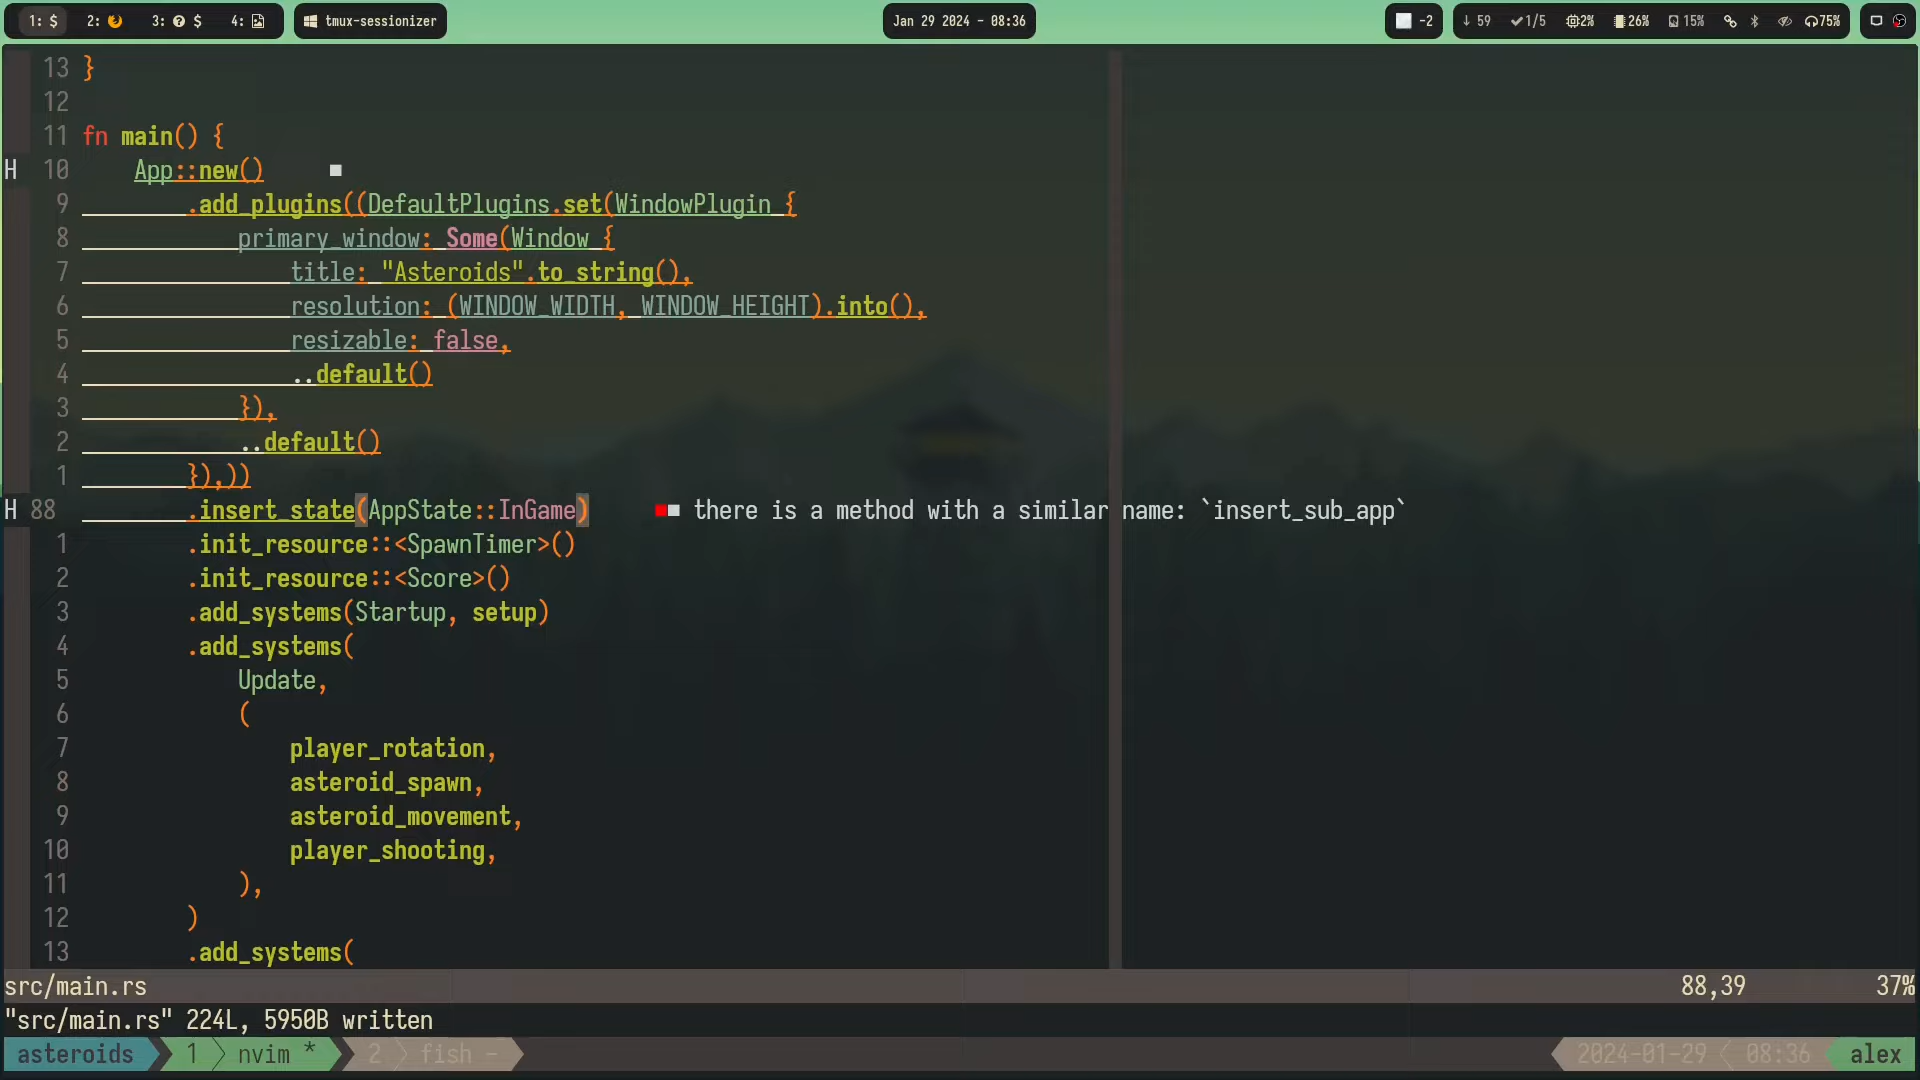 1: $ 2: 3: $ 4: tmux-sessionizer Jan 29 2024 - 08:36 -2 ↓ 59 ✓1/5 2% 26% 15% 75%
13 }
12
11 fn main() {
H 10 App::new() ■
9 .add_plugins((DefaultPlugins.set(WindowPlugin {
8 primary_window: Some(Window {
7 title: "Asteroids".to_string(),
6 resolution: (WINDOW_WIDTH, WINDOW_HEIGHT).into(),
5 resizable: false,
4 ..default()
3 }),
2 ..default()
1 }),))
H 88 .insert_state(AppState::InGame) ■■ there is a method with a similar name: `insert_sub_app`
1 .init_resource::<SpawnTimer>()
2 .init_resource::<Score>()
3 .add_systems(Startup, setup)
4 .add_systems(
5 Update,
6 (
7 player_rotation,
8 asteroid_spawn,
9 asteroid_movement,
10 player_shooting,
11 ),
12 )
13 .add_systems(
src/main.rs 88,39 37%
"src/main.rs" 224L, 5950B written
asteroids 1 nvim * 2 fish - 2024-01-29 08:36 alex